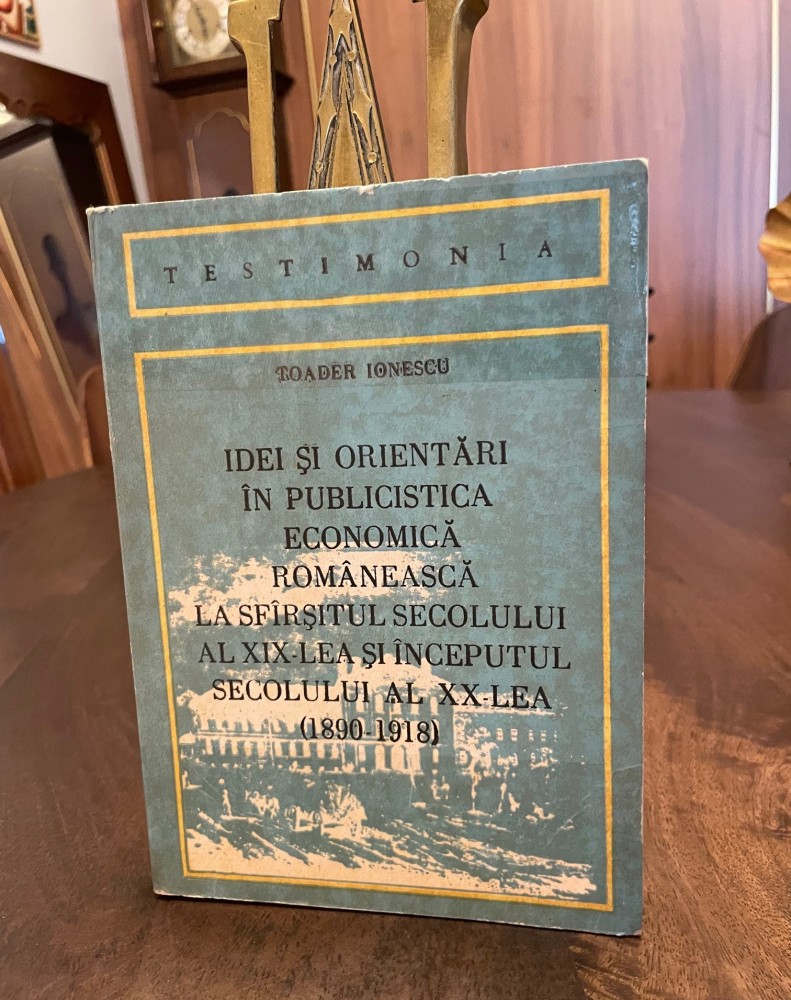 TESTIMONIA
TOADER IONESCU
IDEI ŞI ORIENTĂRI
ÎN PUBLICISTICA
ECONOMICĂ
ROMÂNEASCĂ
LA SFÎRŞITUL SECOLULUI
AL XIX-LEA ŞI ÎNCEPUTUL
SECOLULUI AL XX-LEA
(1890-1918)